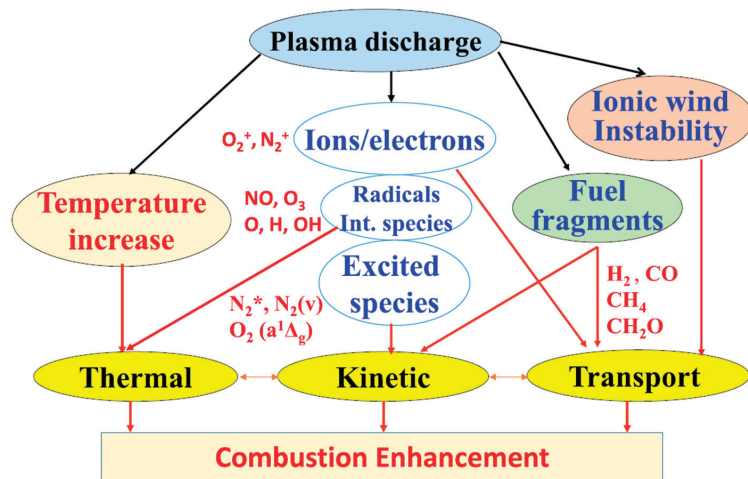 Plasma discharge
Ionic wind
Instability
O₂⁺, N₂⁺
Ions/electrons
Temperature
increase
NO, O₃
O, H, OH
Radicals
Int. species
Fuel
fragments
Excited
species
N₂*, N₂(v)
O₂ (a¹Δg)
H₂ , CO
CH₄
CH₂O
Thermal
Kinetic
Transport
Combustion Enhancement